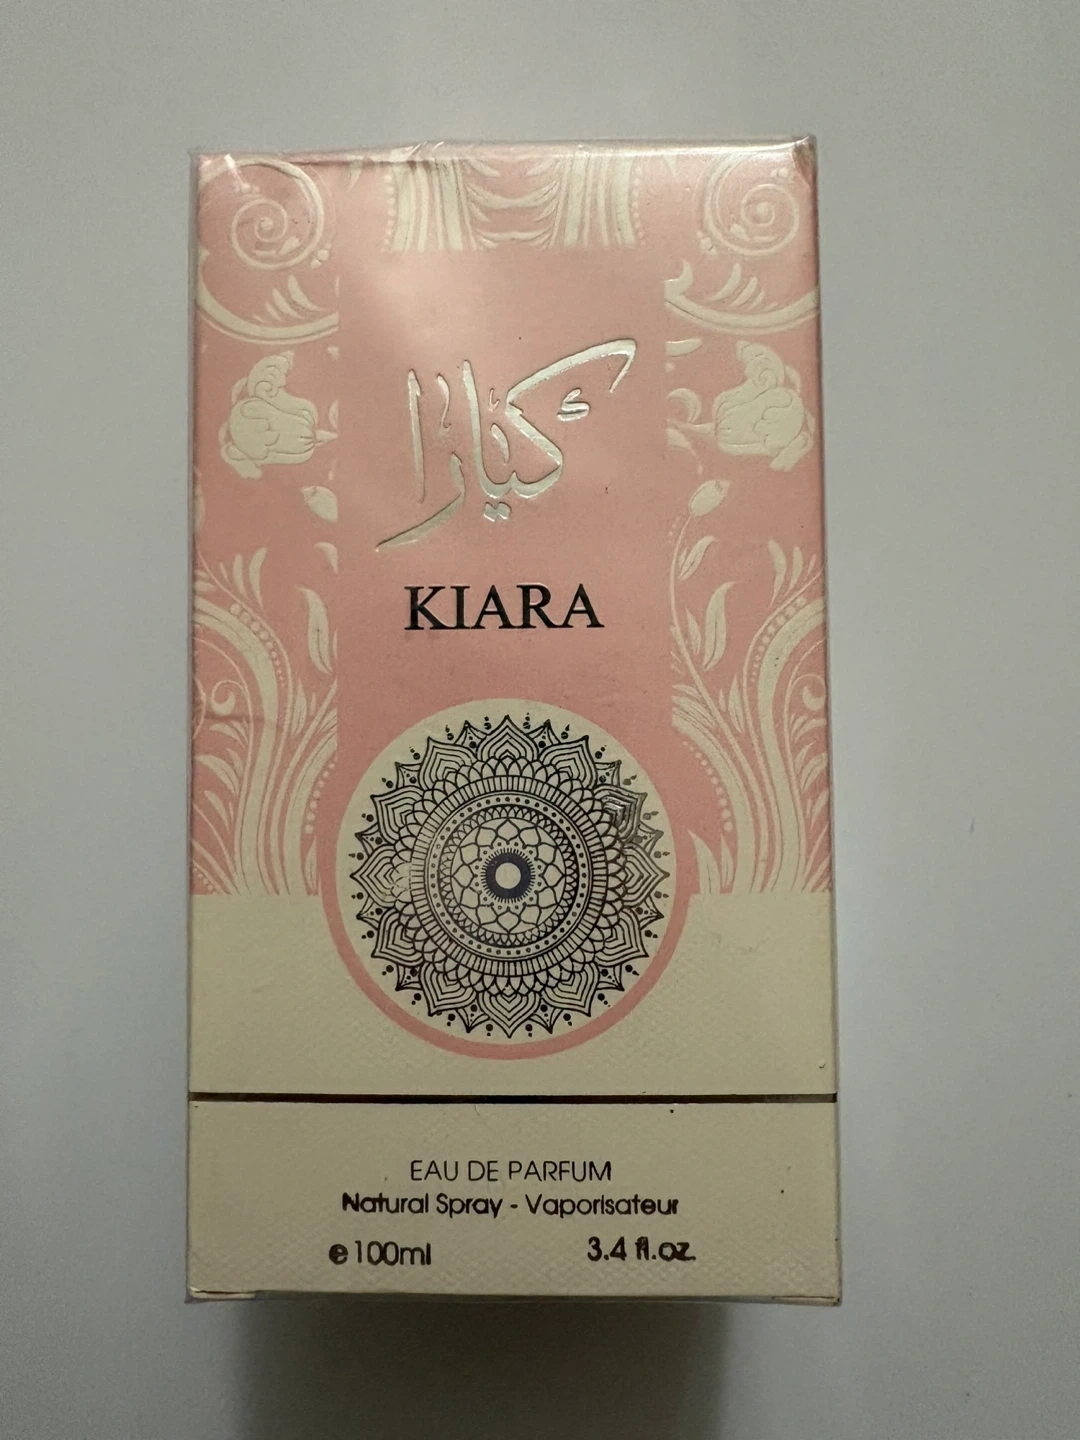 كيارا
KIARA
EAU DE PARFUM
Natural Spray - Vaporisateur
℮100ml
3.4 fl.oz.